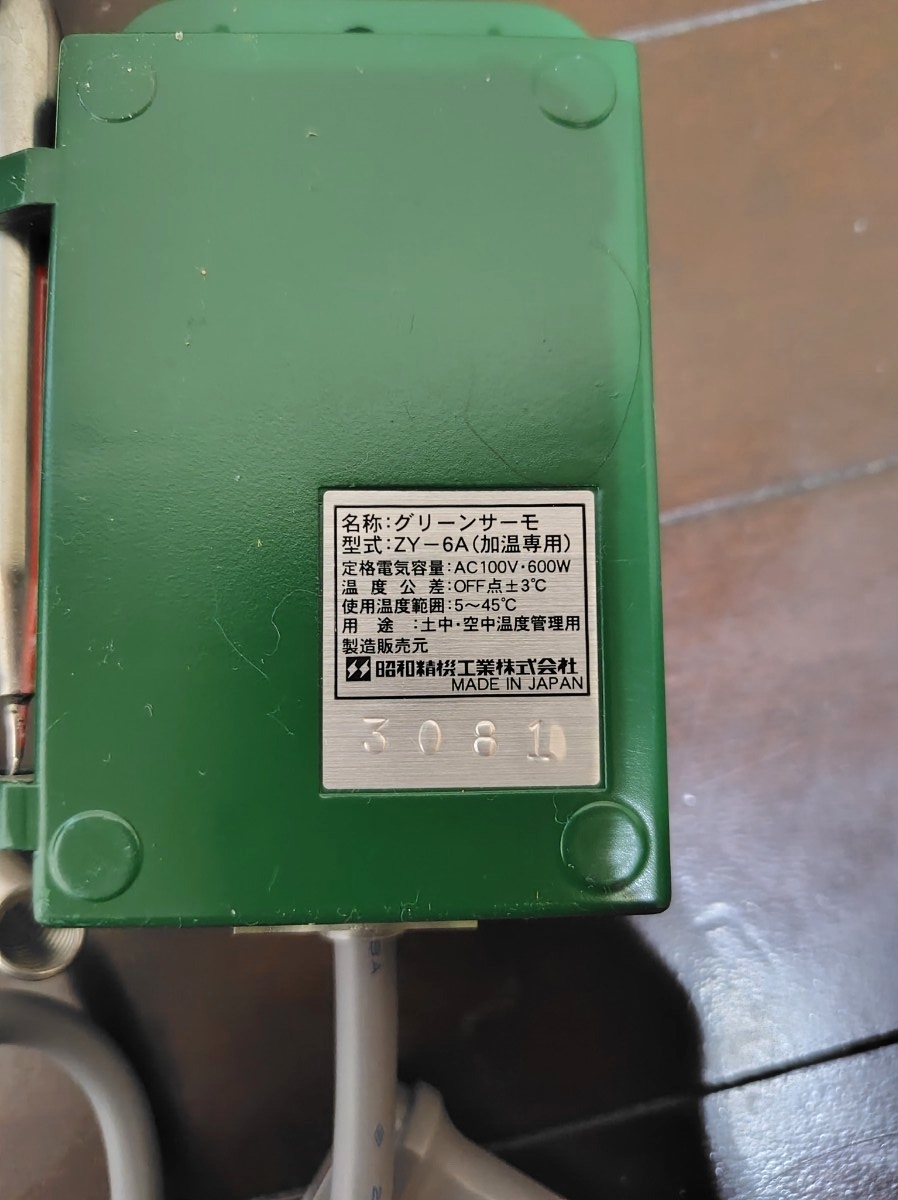 名称:グリーンサーモ
型式:ZY-6A(加温専用)
定格電気容量:AC100V・600W
温度公差:OFF点±3℃
使用温度範囲:5〜45℃
用途:土中・空中温度管理用
製造販売元
昭和精機工業株式会社
MADE IN JAPAN
3081